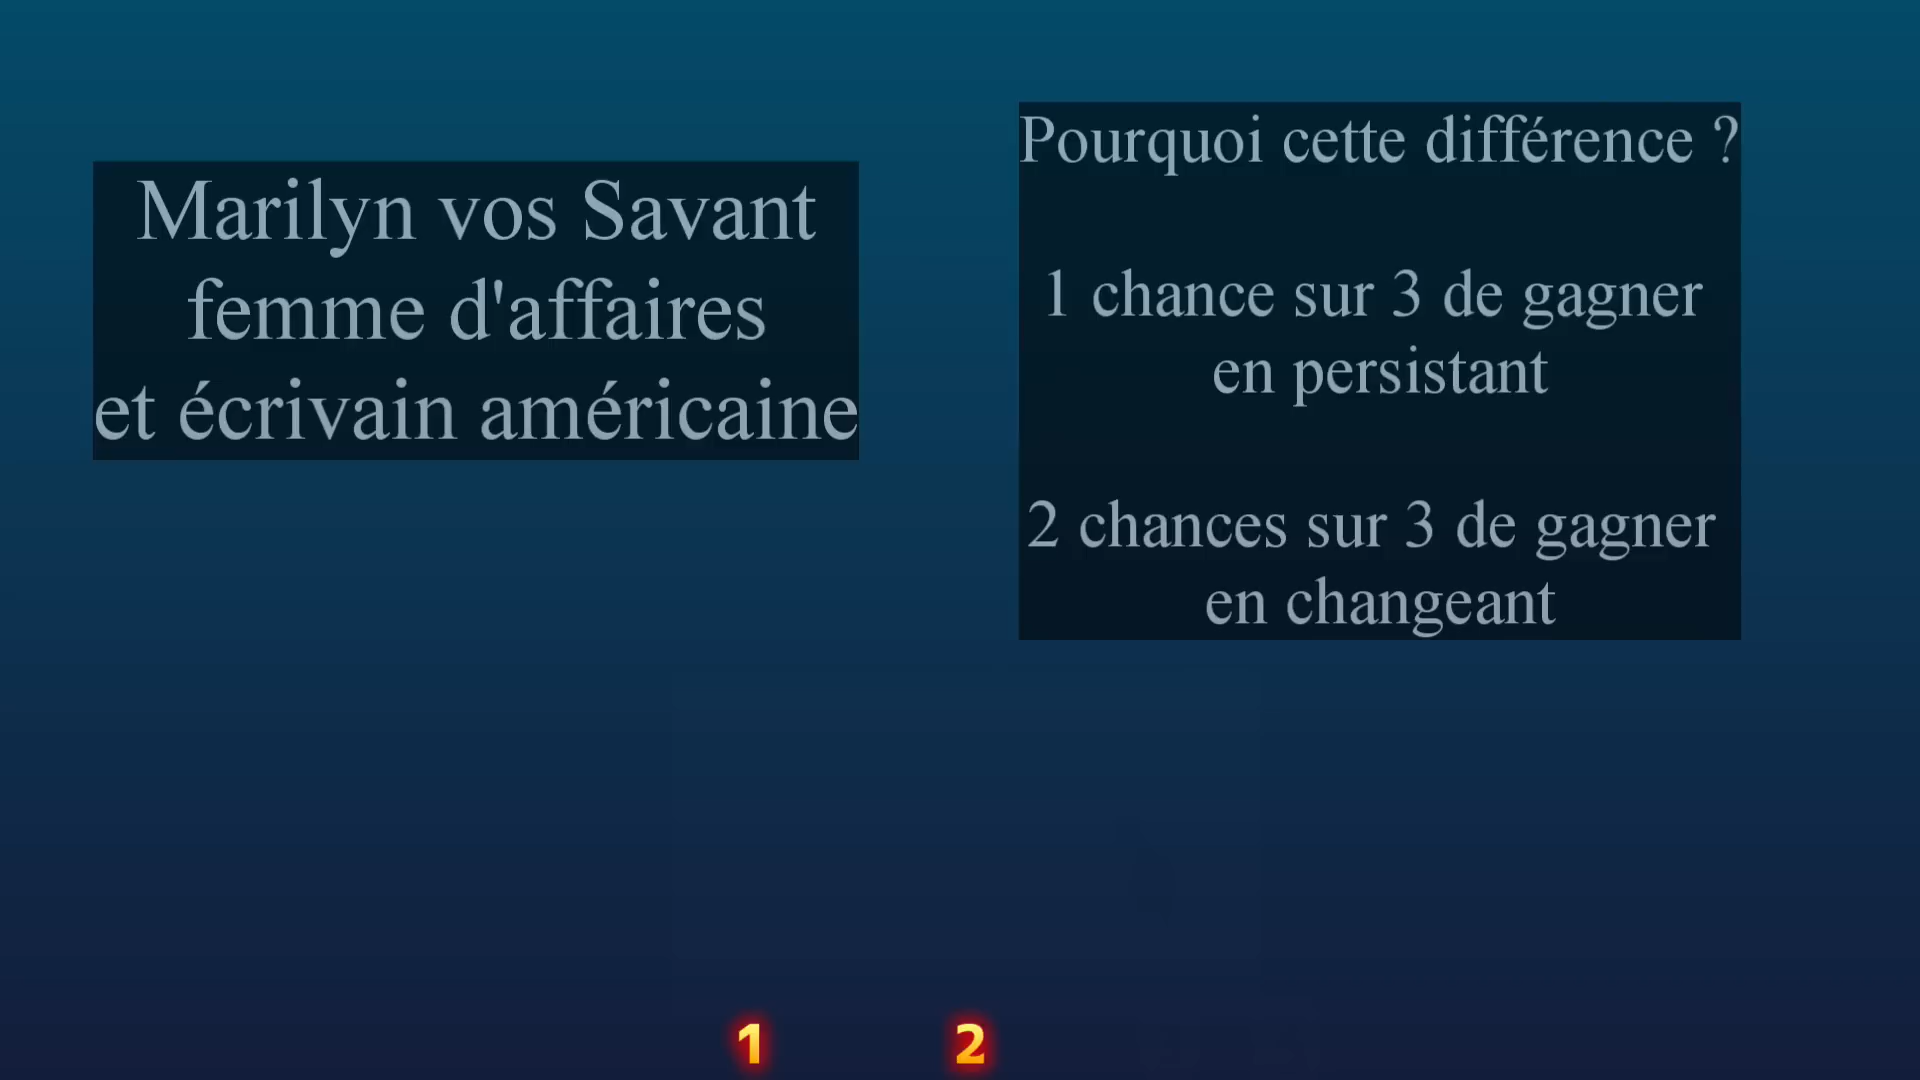 Marilyn vos Savant
femme d'affaires
et écrivain américaine
Pourquoi cette différence ?
1 chance sur 3 de gagner
en persistant
2 chances sur 3 de gagner
en changeant
1
2